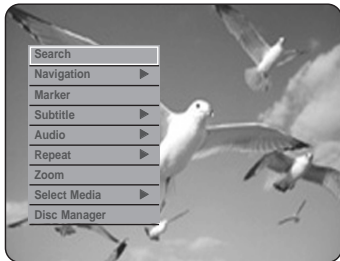 Search
Navigation
Marker
Subtitle
Audio
Repeat
Zoom
Select Media
Disc Manager